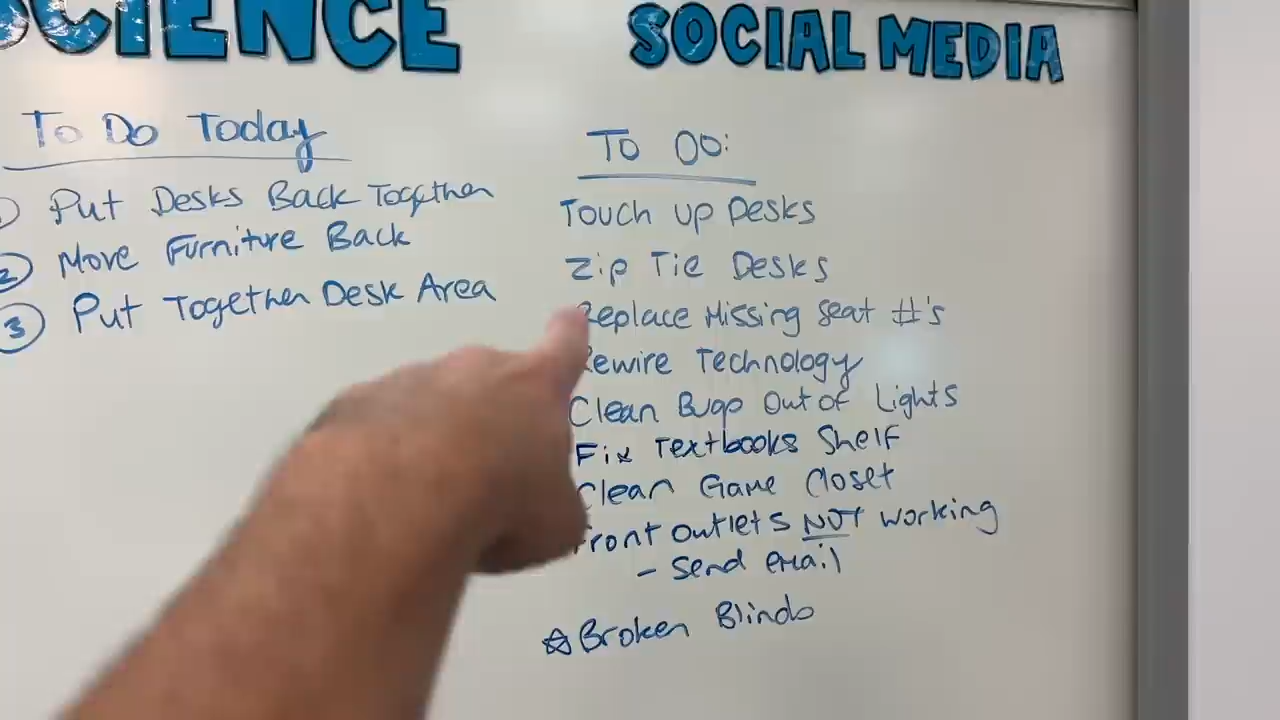 SCIENCE
SOCIAL MEDIA
To Do Today
1 Put Desks Back Together
2 Move Furniture Back
3 Put Together Desk Area
To Do:
Touch up Desks
Zip Tie Desks
Replace Missing Seat #'s
Rewire Technology
Clean Bugs Out of Lights
Fix Textbooks Shelf
Clean Game Closet
Front Outlets NOT working
- Send email
☆ Broken Blinds